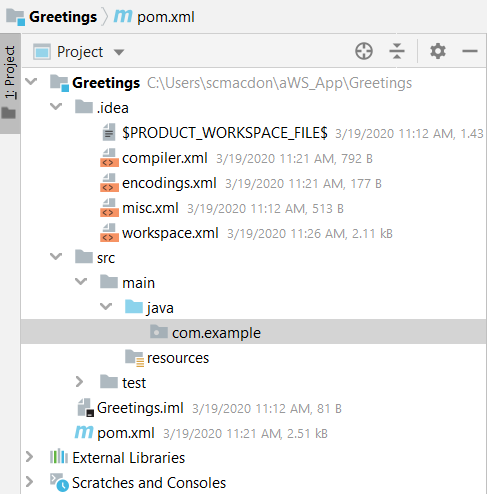 Greetings pom.xml
1: Project
Project
Greetings C:\Users\scmacdon\aWS_App\Greetings
.idea
$PRODUCT_WORKSPACE_FILE$ 3/19/2020 11:12 AM, 1.43
compiler.xml 3/19/2020 11:21 AM, 792 B
encodings.xml 3/19/2020 11:21 AM, 177 B
misc.xml 3/19/2020 11:12 AM, 513 B
workspace.xml 3/19/2020 11:26 AM, 2.11 kB
src
main
java
com.example
resources
test
Greetings.iml 3/19/2020 11:12 AM, 81 B
pom.xml 3/19/2020 11:21 AM, 2.51 kB
External Libraries
Scratches and Consoles